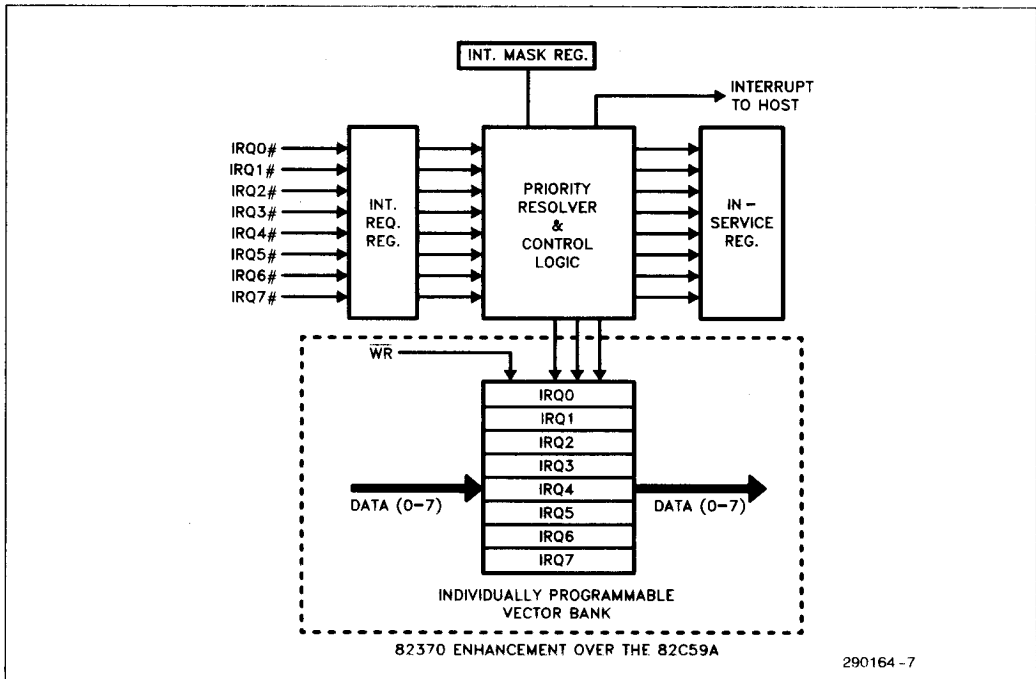 INT. MASK REG.
INTERRUPT
TO HOST
IRQ0#
IRQ1#
IRQ2#
IRQ3#
IRQ4#
IRQ5#
IRQ6#
IRQ7#
INT.
REQ.
REG.
PRIORITY
RESOLVER
&
CONTROL
LOGIC
IN-
SERVICE
REG.
WR
IRQ0
IRQ1
IRQ2
IRQ3
IRQ4
IRQ5
IRQ6
IRQ7
DATA (0-7)
DATA (0-7)
INDIVIDUALLY PROGRAMMABLE
VECTOR BANK
82370 ENHANCEMENT OVER THE 82C59A
290164-7